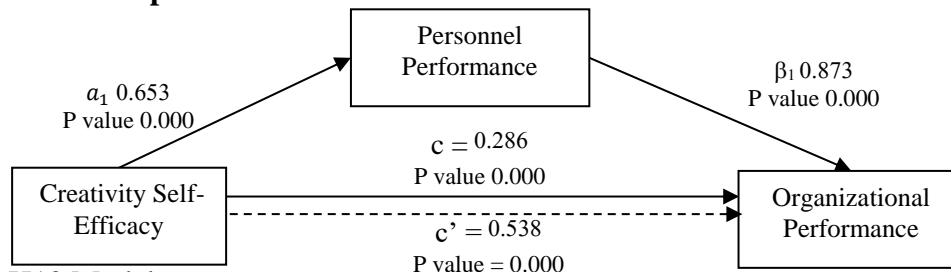 Personnel
Performance
a₁ 0.653
P value 0.000
β₁ 0.873
P value 0.000
c = 0.286
P value 0.000
Creativity Self-
Efficacy
Organizational
Performance
c’ = 0.538
P value = 0.000